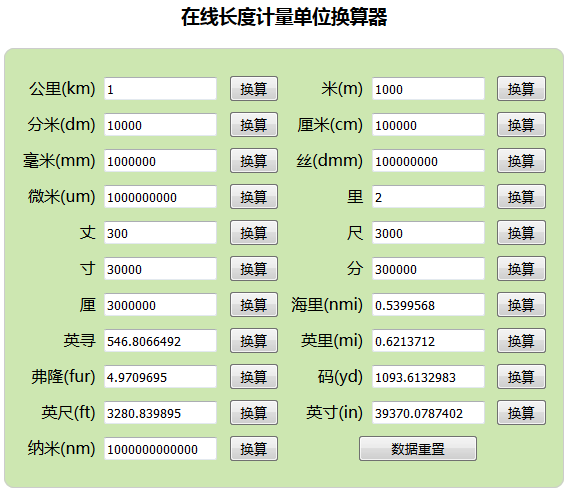 在线长度计量单位换算器
公里(km) 1 换算 米(m) 1000 换算
分米(dm) 10000 换算 厘米(cm) 100000 换算
毫米(mm) 1000000 换算 丝(dmm) 100000000 换算
微米(um) 1000000000 换算 里 2 换算
丈 300 换算 尺 3000 换算
寸 30000 换算 分 300000 换算
厘 3000000 换算 海里(nmi) 0.5399568 换算
英寻 546.8066492 换算 英里(mi) 0.6213712 换算
弗隆(fur) 4.9709695 换算 码(yd) 1093.6132983 换算
英尺(ft) 3280.839895 换算 英寸(in) 39370.0787402 换算
纳米(nm) 1000000000000 换算 数据重置